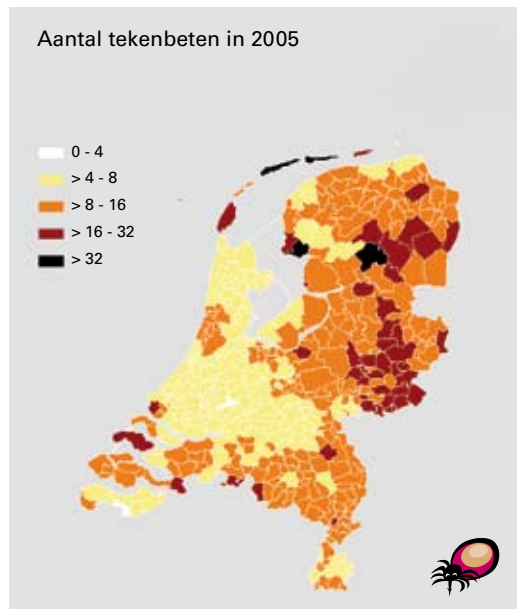 Aantal tekenbeten in 2005
0 - 4
> 4 - 8
> 8 - 16
> 16 - 32
> 32